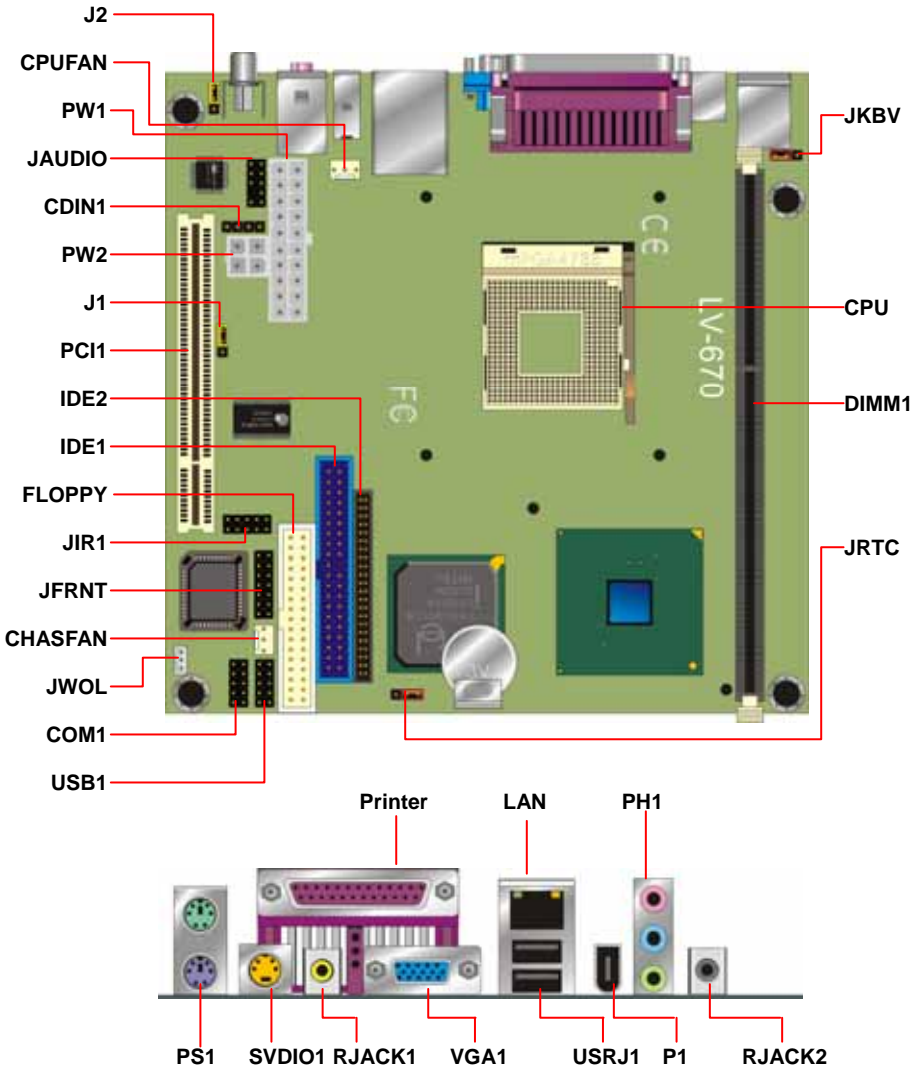 J2
CPUFAN
PW1
JAUDIO
CDIN1
PW2
J1
PCI1
IDE2
IDE1
FLOPPY
JIR1
JFRNT
CHASFAN
JWOL
COM1
USB1
JKBV
CPU
DIMM1
JRTC
CE
LV-670
FC
Printer LAN PH1
PS1 SVDIO1 RJACK1 VGA1 USRJ1 P1 RJACK2